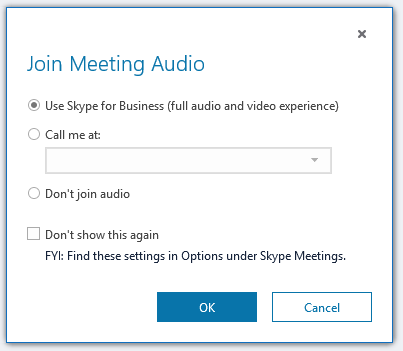 Join Meeting Audio
Use Skype for Business (full audio and video experience)
Call me at:
Don't join audio
Don't show this again
FYI: Find these settings in Options under Skype Meetings.
OK
Cancel